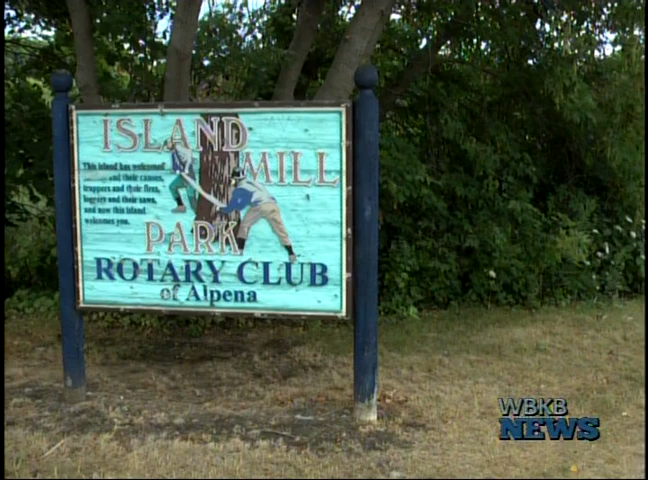 ISLAND
MILL
This island has welcomed
and their canoes,
trappers and their fires,
loggers and their saws,
and now this island
welcomes you.
PARK
ROTARY CLUB
of Alpena
WBKB
NEWS